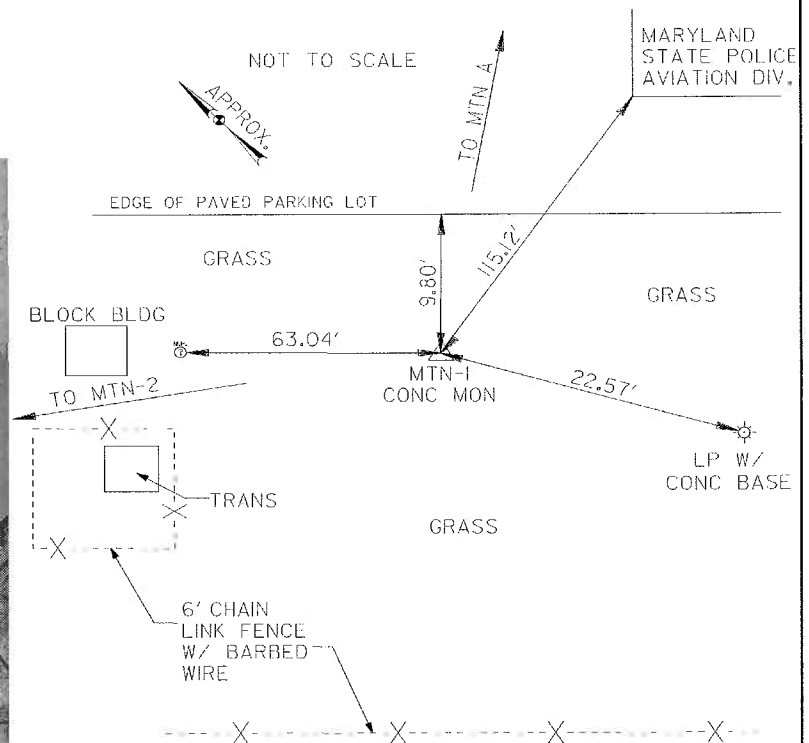 NOT TO SCALE
MARYLAND
STATE POLICE
AVIATION DIV.
APPROX.
TO MTN A
EDGE OF PAVED PARKING LOT
GRASS
9.80'
115.12'
GRASS
BLOCK BLDG
63.04'
TO MTN-2
MTN-1
CONC MON
22.57'
LP W/
CONC BASE
TRANS
GRASS
6' CHAIN
LINK FENCE
W/ BARBED
WIRE